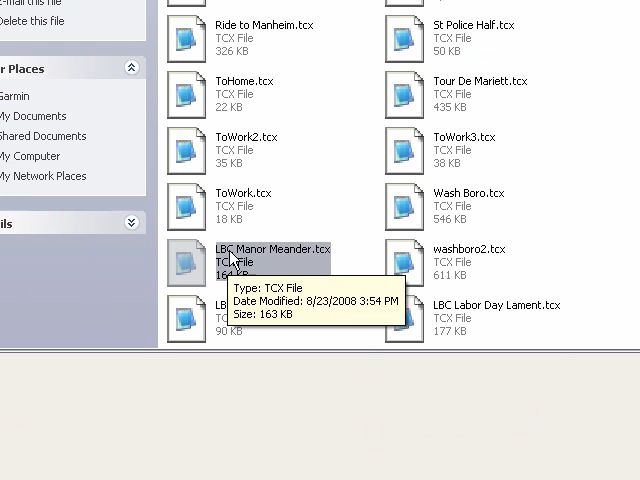 E-mail this file
Delete this file
r Places
Garmin
My Documents
Shared Documents
My Computer
My Network Places
ils
Ride to Manheim.tcx
TCX File
326 KB
St Police Half.tcx
TCX File
50 KB
ToHome.tcx
TCX File
22 KB
Tour De Mariett.tcx
TCX File
435 KB
ToWork2.tcx
TCX File
35 KB
ToWork3.tcx
TCX File
38 KB
ToWork.tcx
TCX File
18 KB
Wash Boro.tcx
TCX File
546 KB
LBC Manor Meander.tcx
TCX File
164 KB
washboro2.tcx
TCX File
611 KB
Type: TCX File
Date Modified: 8/23/2008 3:54 PM
Size: 163 KB
90 KB
LBC Labor Day Lament.tcx
TCX File
177 KB